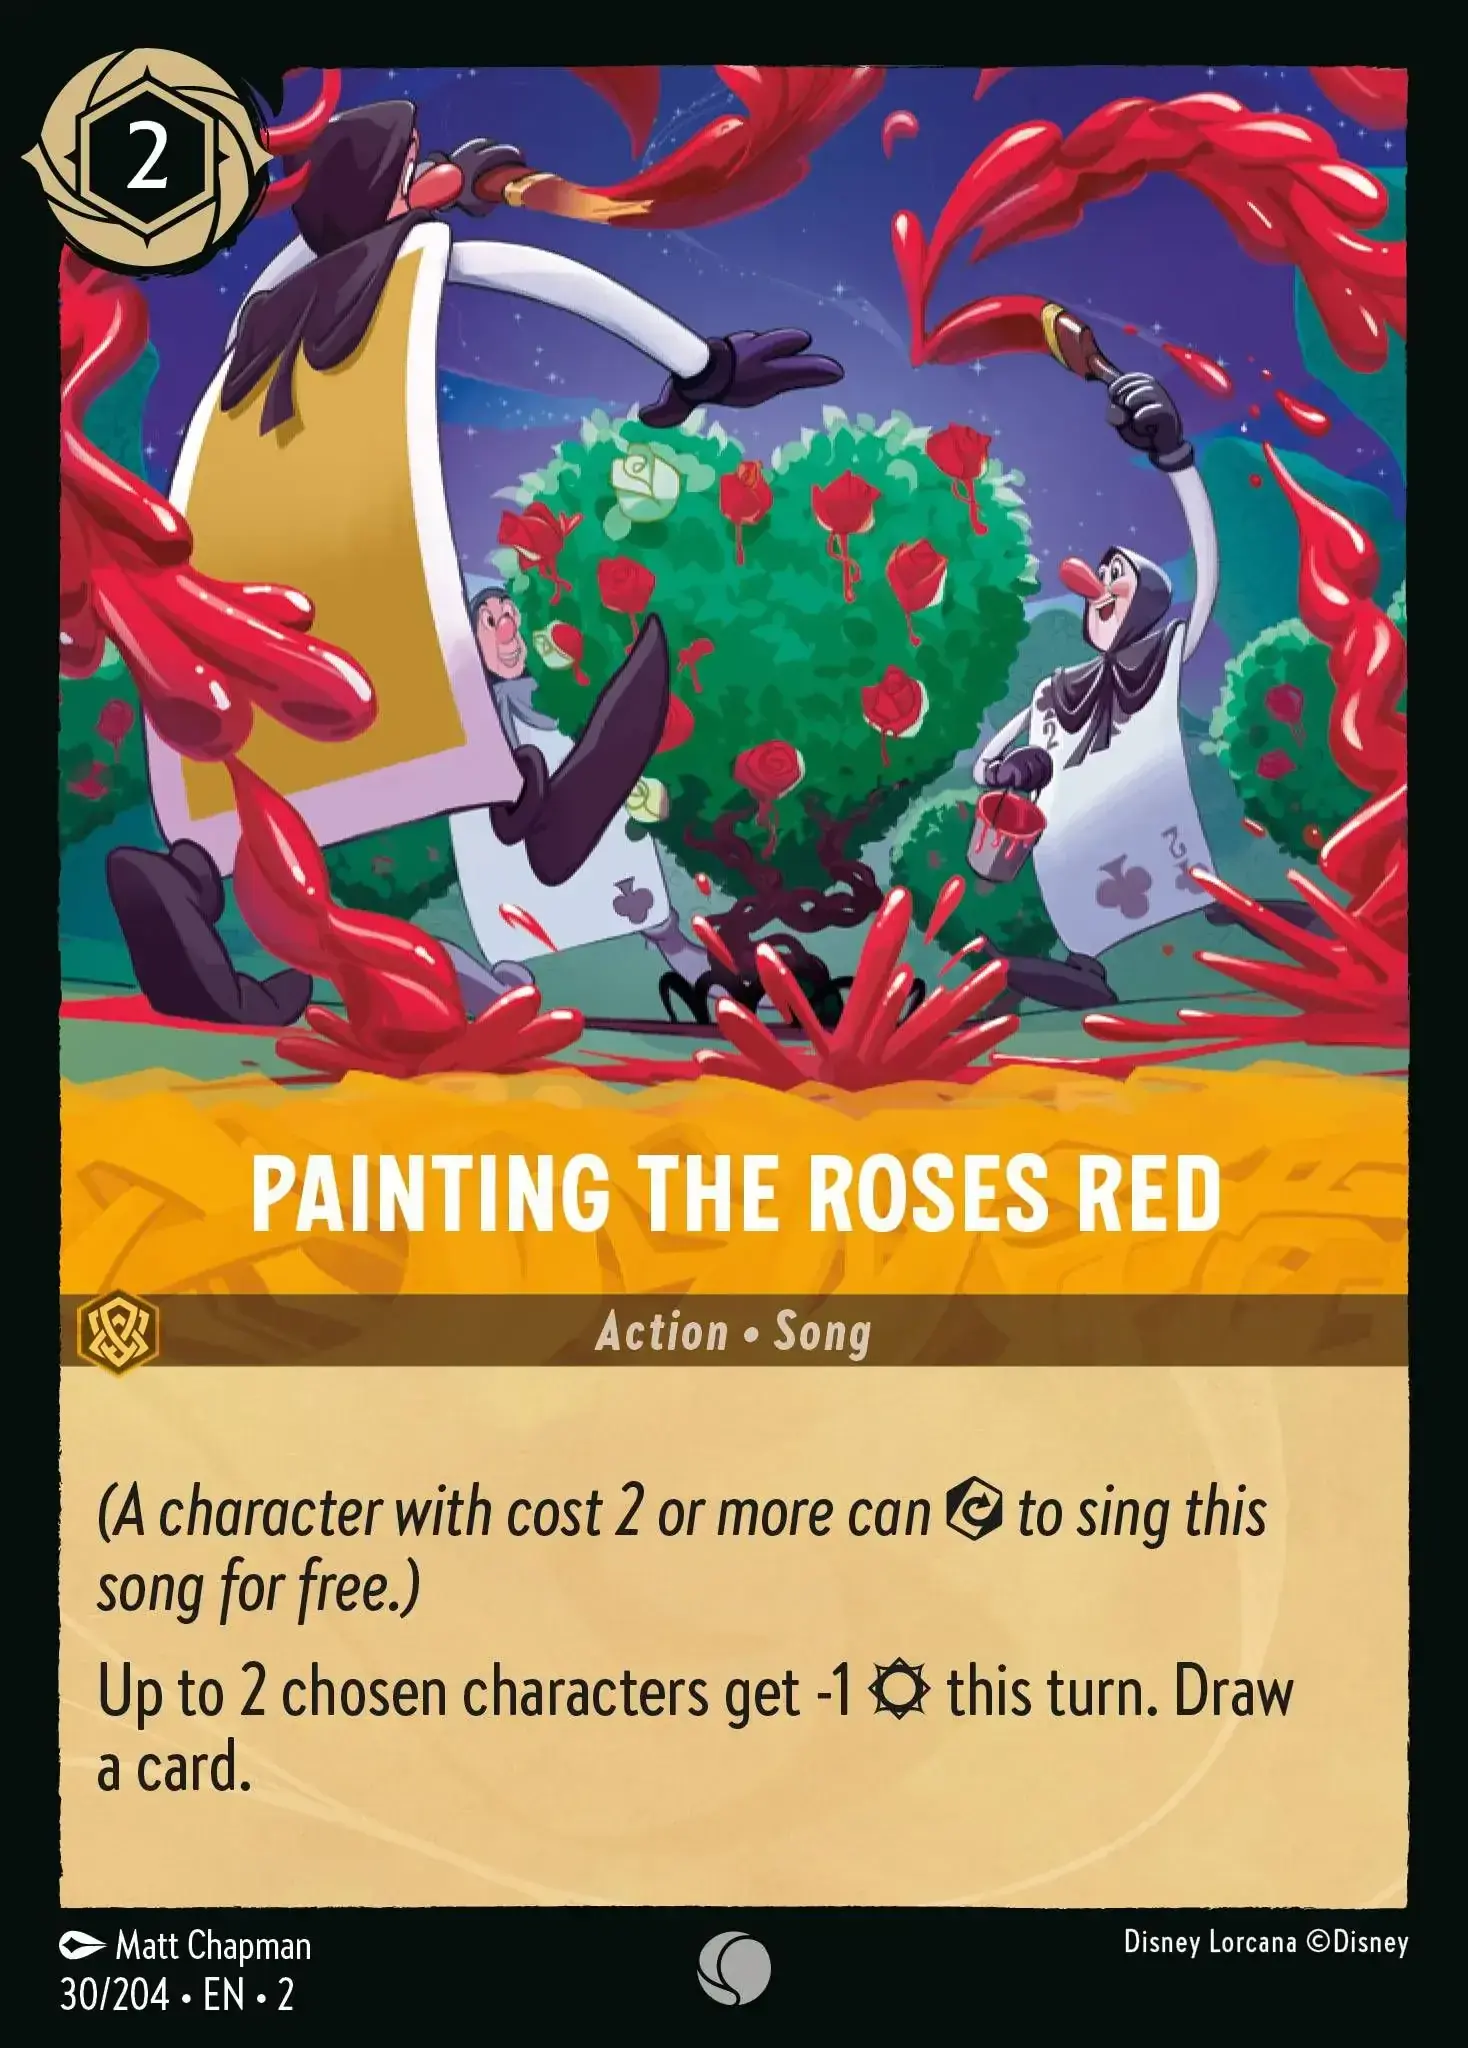 2
PAINTING THE ROSES RED
Action • Song
(A character with cost 2 or more can to sing this
song for free.)
Up to 2 chosen characters get -1 this turn. Draw
a card.
Matt Chapman
30/204 • EN • 2
Disney Lorcana ©Disney
2
2